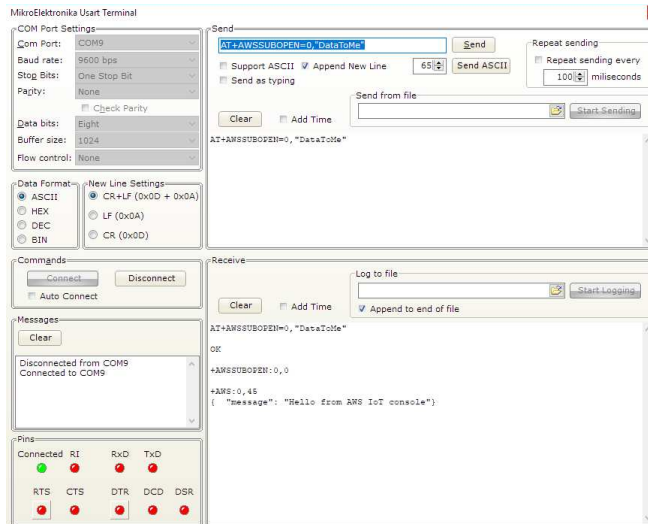 MikroElektronika Usart Terminal
COM Port Settings
Com Port: COM9
Baud rate: 9600 bps
Stop Bits: One Stop Bit
Parity: None
Check Parity
Data bits: Eight
Buffer size: 1024
Flow control: None
Send
AT+AWSSUBOPEN=0,"DataToMe"
Send
Support ASCII
Append New Line
65
Send ASCII
Send as typing
Repeat sending
Repeat sending every
100
miliseconds
Send from file
Start Sending
Clear
Add Time
AT+AWSSUBOPEN=0,"DataToMe"
Data Format
ASCII
HEX
DEC
BIN
New Line Settings
CR+LF (0x0D + 0x0A)
LF (0x0A)
CR (0x0D)
Commands
Connect
Disconnect
Auto Connect
Messages
Clear
Disconnected from COM9
Connected to COM9
Receive
Log to file
Start Logging
Clear
Add Time
Append to end of file
AT+AWSSUBOPEN=0,"DataToMe"
OK
+AWSSUBOPEN:0,0
+AWS:0,45
{ "message": "Hello from AWS IoT console"}
Pins
Connected RI RxD TxD
RTS CTS DTR DCD DSR